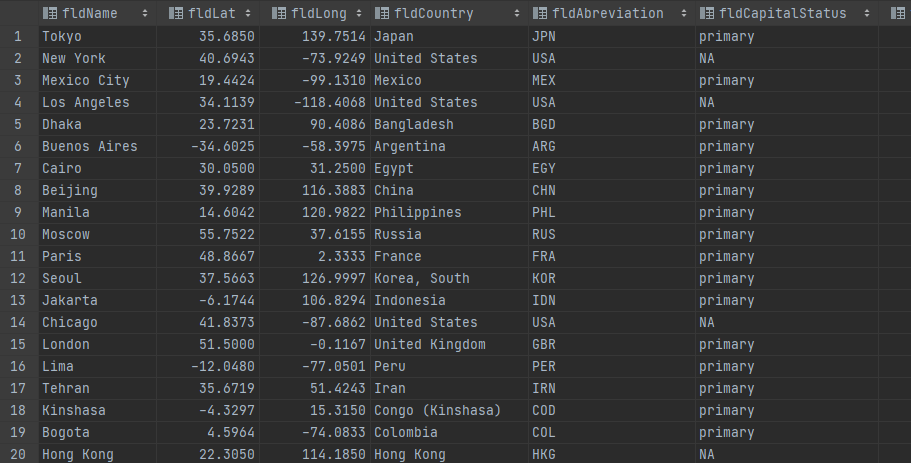 fldName fldLat fldLong fldCountry fldAbreviation fldCapitalStatus
1 Tokyo 35.6850 139.7514 Japan JPN primary
2 New York 40.6943 -73.9249 United States USA NA
3 Mexico City 19.4424 -99.1310 Mexico MEX primary
4 Los Angeles 34.1139 -118.4068 United States USA NA
5 Dhaka 23.7231 90.4086 Bangladesh BGD primary
6 Buenos Aires -34.6025 -58.3975 Argentina ARG primary
7 Cairo 30.0500 31.2500 Egypt EGY primary
8 Beijing 39.9289 116.3883 China CHN primary
9 Manila 14.6042 120.9822 Philippines PHL primary
10 Moscow 55.7522 37.6155 Russia RUS primary
11 Paris 48.8667 2.3333 France FRA primary
12 Seoul 37.5663 126.9997 Korea, South KOR primary
13 Jakarta -6.1744 106.8294 Indonesia IDN primary
14 Chicago 41.8373 -87.6862 United States USA NA
15 London 51.5000 -0.1167 United Kingdom GBR primary
16 Lima -12.0480 -77.0501 Peru PER primary
17 Tehran 35.6719 51.4243 Iran IRN primary
18 Kinshasa -4.3297 15.3150 Congo (Kinshasa) COD primary
19 Bogota 4.5964 -74.0833 Colombia COL primary
20 Hong Kong 22.3050 114.1850 Hong Kong HKG NA